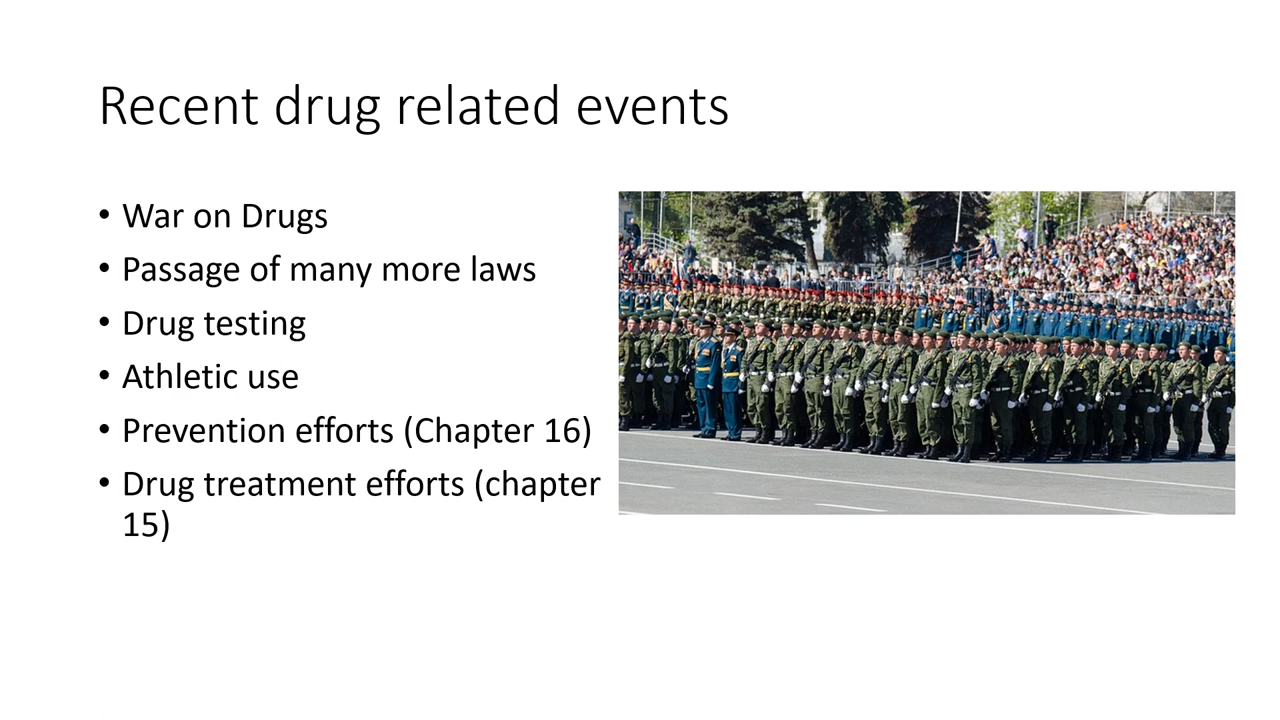 Recent drug related events
• War on Drugs
• Passage of many more laws
• Drug testing
• Athletic use
• Prevention efforts (Chapter 16)
• Drug treatment efforts (chapter
15)